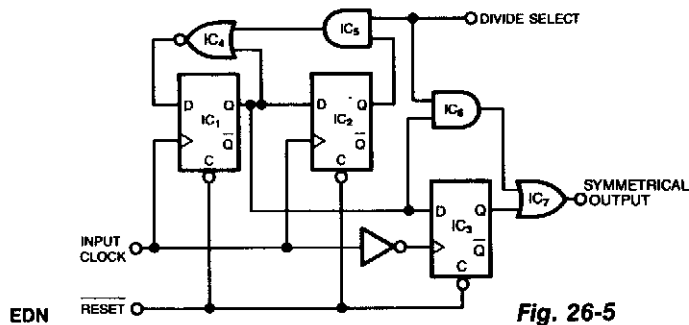 DIVIDE SELECT
IC4
IC5
D Q
IC1
Q
C
D Q
IC2
Q
C
IC6
D Q
IC3
Q
C
IC7
SYMMETRICAL
OUTPUT
INPUT
CLOCK
RESET
EDN
Fig. 26-5